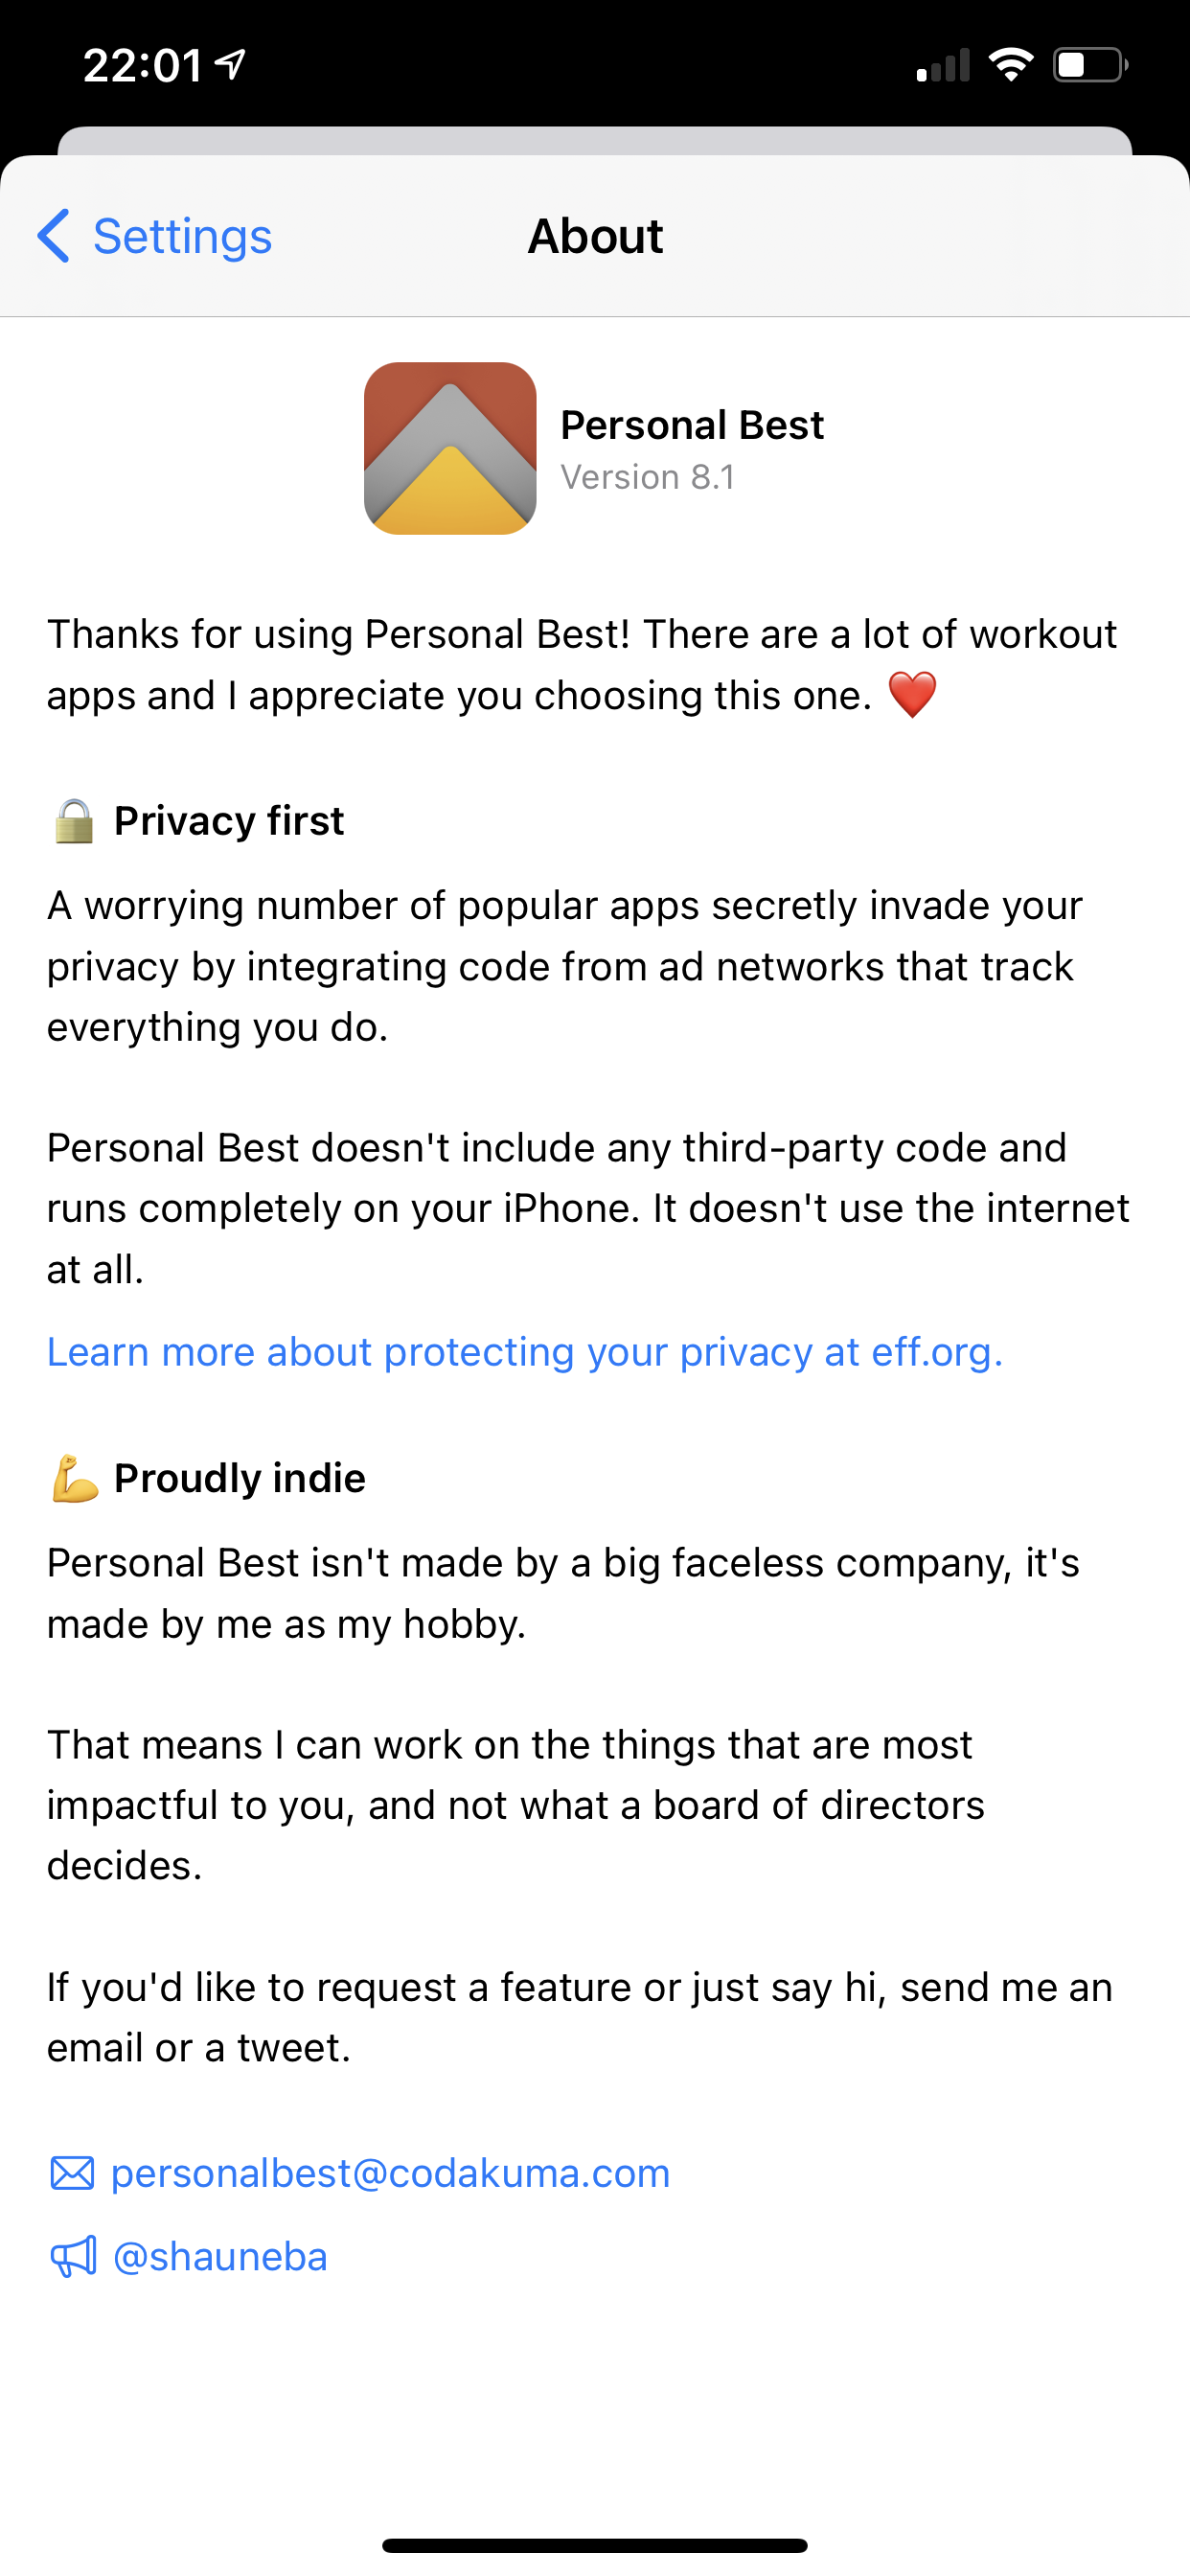 22:01
Settings
About
Personal Best
Version 8.1
Thanks for using Personal Best! There are a lot of workout
apps and I appreciate you choosing this one. ❤️
🔒 Privacy first
A worrying number of popular apps secretly invade your
privacy by integrating code from ad networks that track
everything you do.
Personal Best doesn't include any third-party code and
runs completely on your iPhone. It doesn't use the internet
at all.
Learn more about protecting your privacy at eff.org.
💪 Proudly indie
Personal Best isn't made by a big faceless company, it's
made by me as my hobby.
That means I can work on the things that are most
impactful to you, and not what a board of directors
decides.
If you'd like to request a feature or just say hi, send me an
email or a tweet.
personalbest@codakuma.com
@shauneba